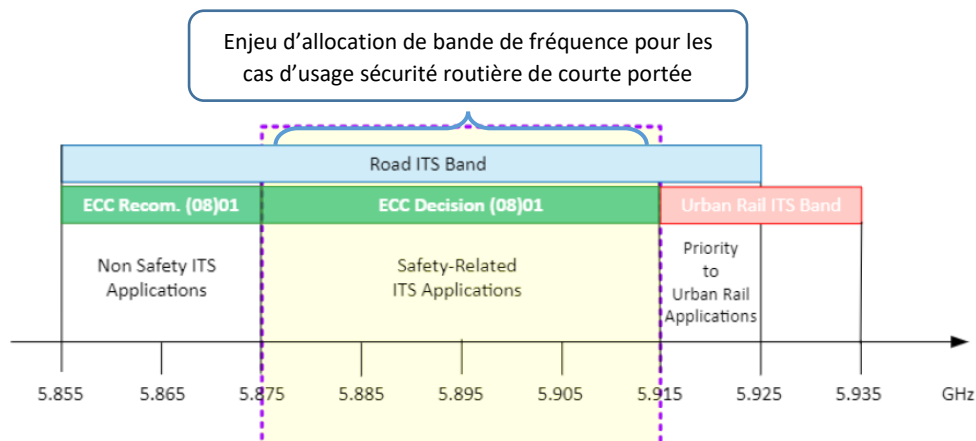 Enjeu d’allocation de bande de fréquence pour les
cas d’usage sécurité routière de courte portée
Road ITS Band
ECC Recom. (08)01
ECC Decision (08)01
Urban Rail ITS Band
Non Safety ITS
Applications
Safety-Related
ITS Applications
Priority
to
Urban Rail
Applications
5.855
5.865
5.875
5.885
5.895
5.905
5.915
5.925
5.935
GHz